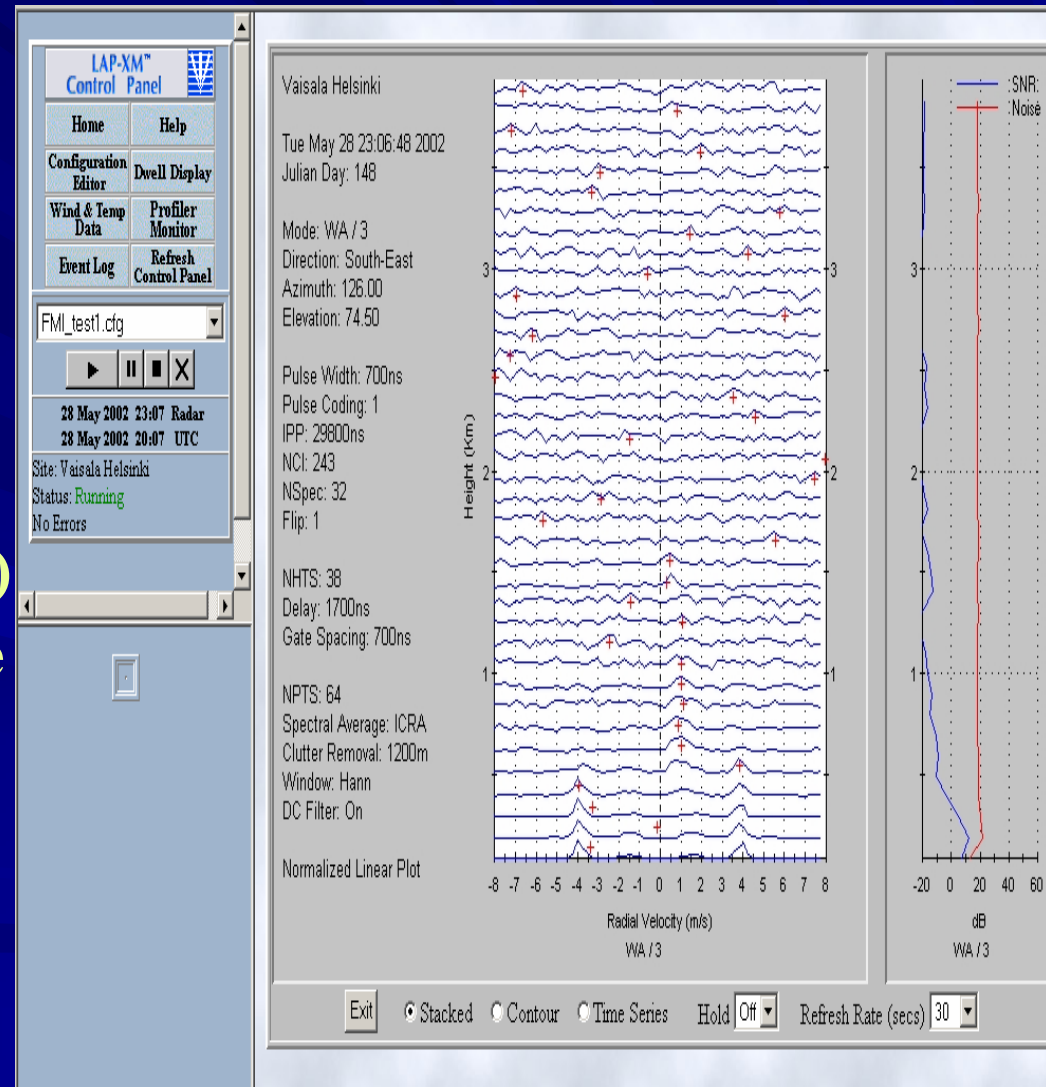 LAP-XM™
Control Panel
Home Help
Configuration Editor Dwell Display
Wind & Temp Data Profiler Monitor
Event Log Refresh Control Panel
FMI_test1.cfg
28 May 2002 23:07 Radar
28 May 2002 20:07 UTC
Site: Vaisala Helsinki
Status: Running
No Errors
Vaisala Helsinki
Tue May 28 23:06:48 2002
Julian Day: 148
Mode: WA / 3
Direction: South-East
Azimuth: 126.00
Elevation: 74.50
Pulse Width: 700ns
Pulse Coding: 1
IPP: 29800ns
NCI: 243
NSpec: 32
Flip: 1
NHTS: 38
Delay: 1700ns
Gate Spacing: 700ns
NPTS: 64
Spectral Average: ICRA
Clutter Removal: 1200m
Window: Hann
DC Filter: On
Normalized Linear Plot
Height (Km)
3 3
2 2
1 1
-8 -7 -6 -5 -4 -3 -2 -1 0 1 2 3 4 5 6 7 8
Radial Velocity (m/s)
WA / 3
SNR
Noise
3
2
1
-20 0 20 40 60
dB
WA / 3
Exit Stacked Contour Time Series Hold Off Refresh Rate (secs) 30